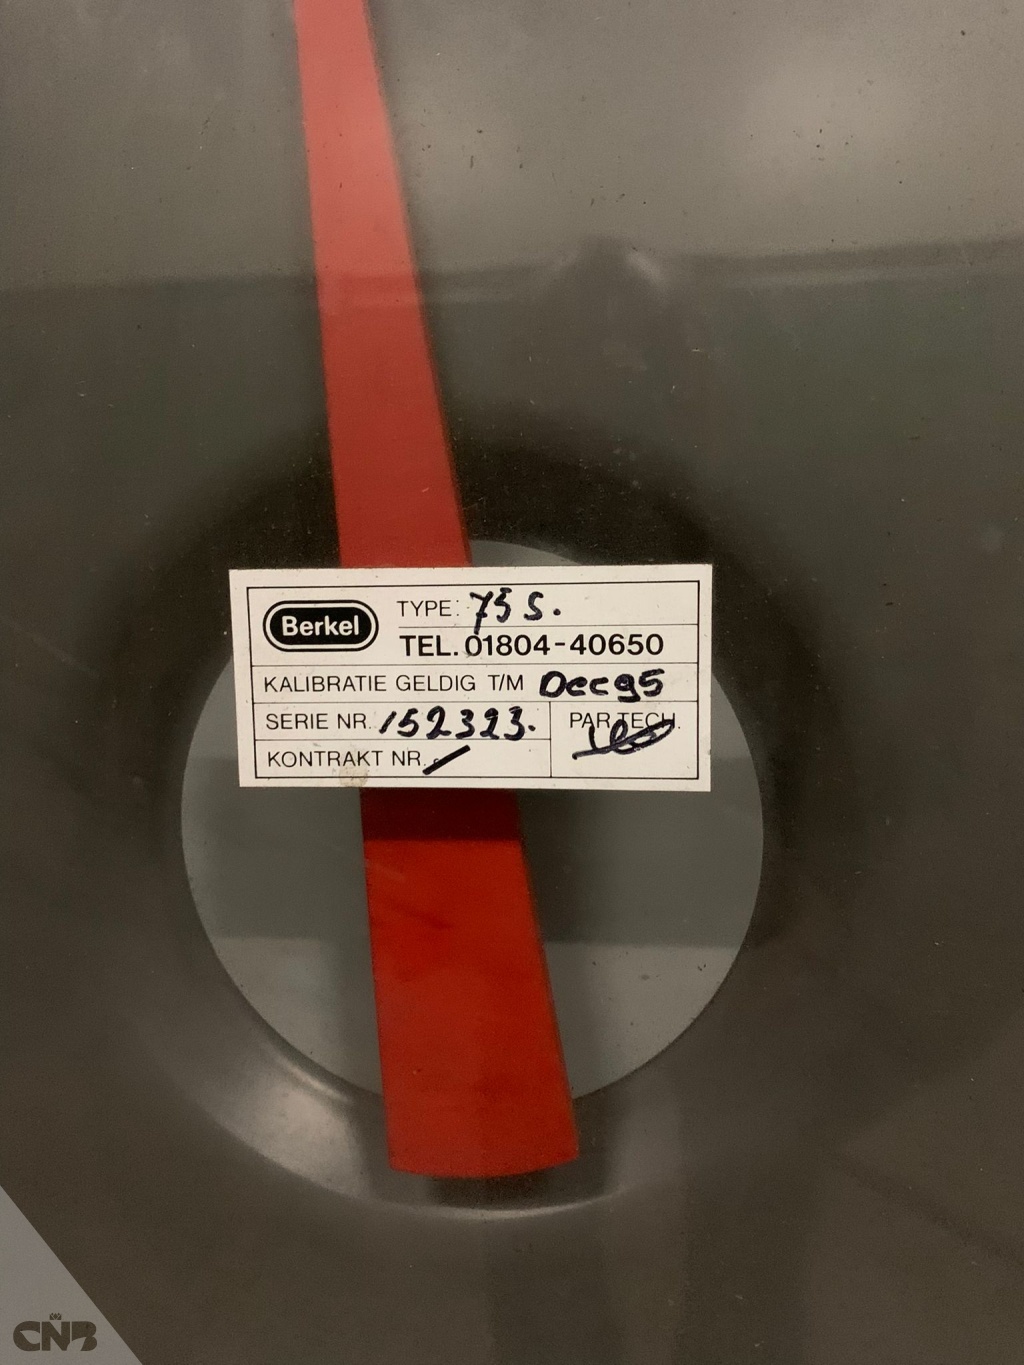 Berkel
TYPE: 75 S.
TEL. 01804-40650
KALIBRATIE GELDIG T/M Dec 95
SERIE NR. 152323.
PAR.TECH.
KONTRAKT NR. /
CNB